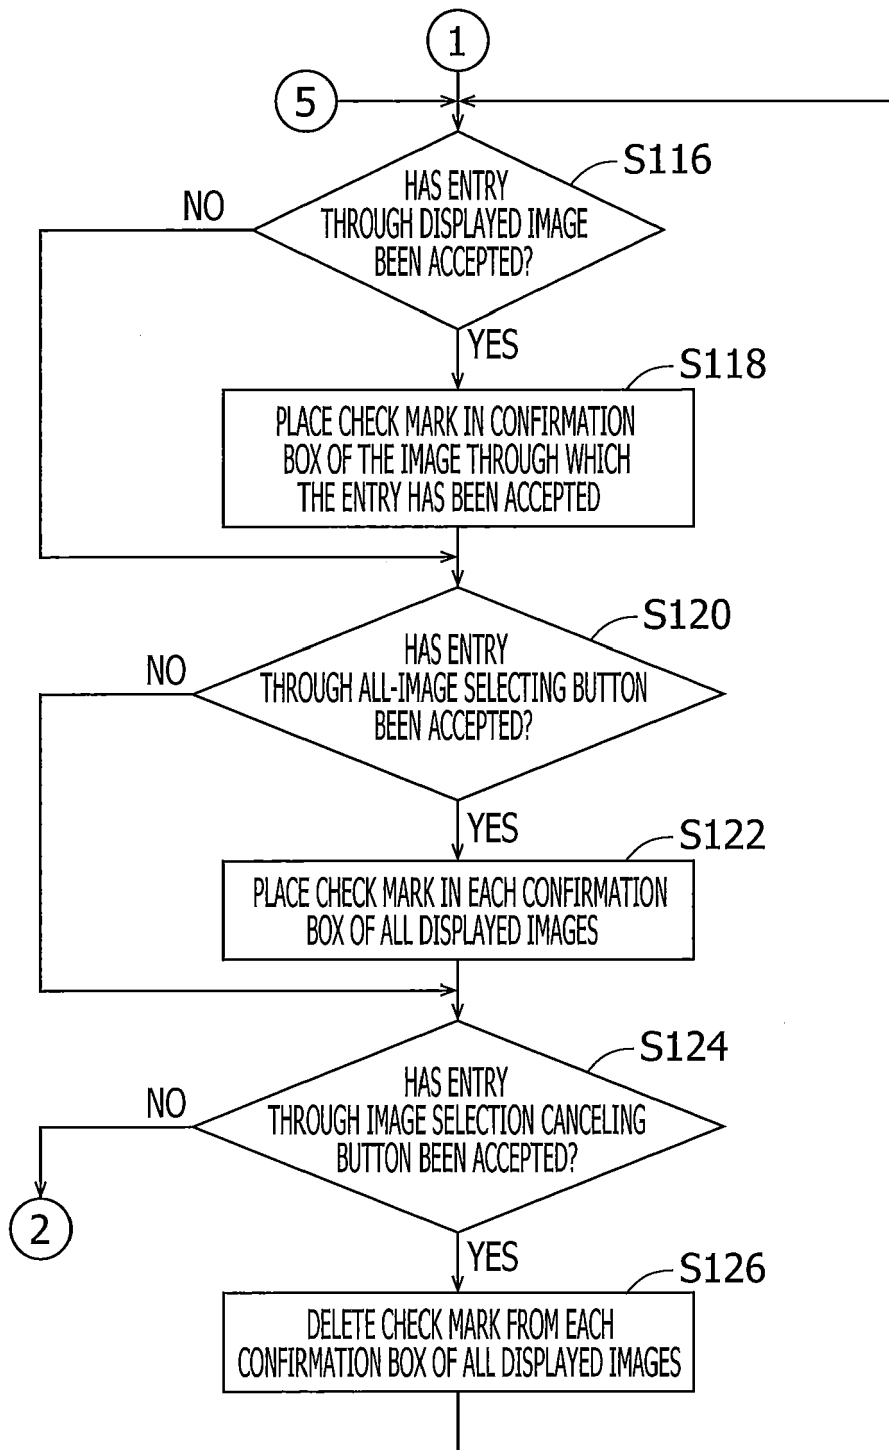 1
5
S116
HAS ENTRY
THROUGH DISPLAYED IMAGE
BEEN ACCEPTED?
NO
YES
S118
PLACE CHECK MARK IN CONFIRMATION
BOX OF THE IMAGE THROUGH WHICH
THE ENTRY HAS BEEN ACCEPTED
S120
HAS ENTRY
THROUGH ALL-IMAGE SELECTING BUTTON
BEEN ACCEPTED?
NO
YES
S122
PLACE CHECK MARK IN EACH CONFIRMATION
BOX OF ALL DISPLAYED IMAGES
S124
HAS ENTRY
THROUGH IMAGE SELECTION CANCELING
BUTTON BEEN ACCEPTED?
NO
2
YES
S126
DELETE CHECK MARK FROM EACH
CONFIRMATION BOX OF ALL DISPLAYED IMAGES